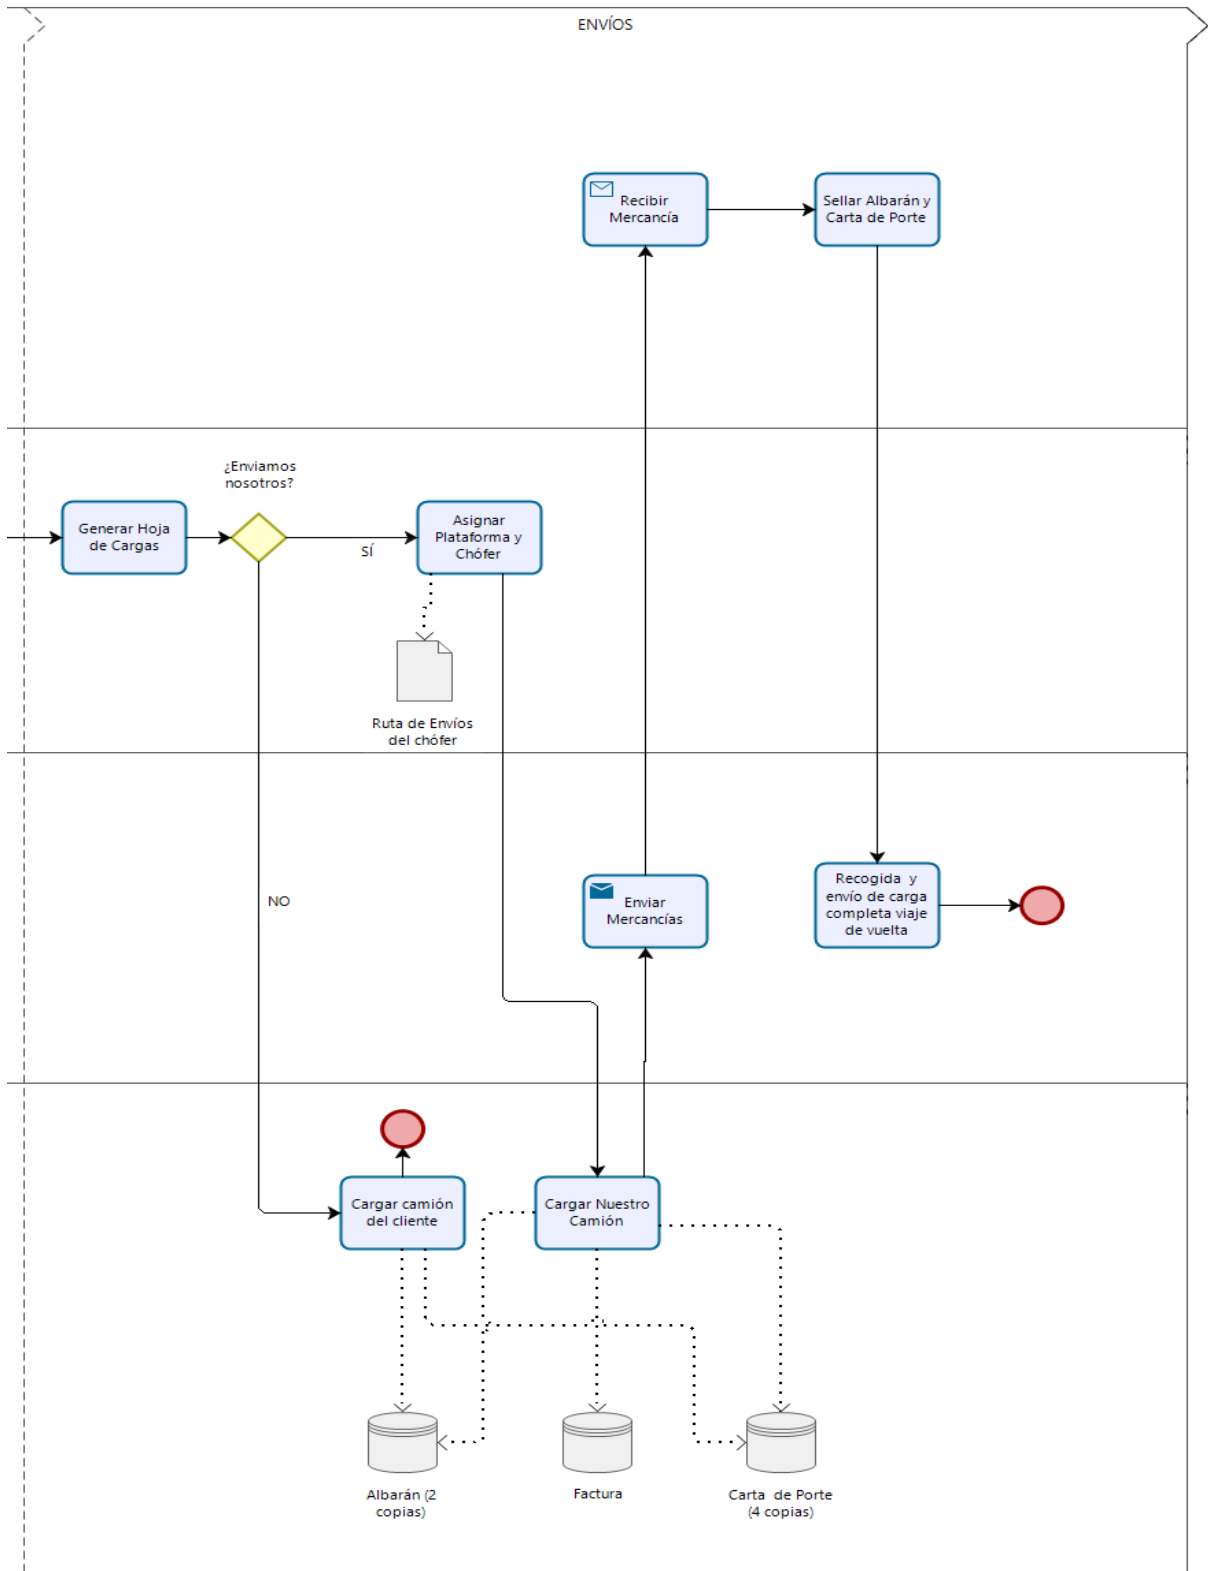 ENVÍOS
Recibir
Mercancía
Sellar Albarán y
Carta de Porte
¿Enviamos
nosotros?
Generar Hoja
de Cargas
SÍ
Asignar
Plataforma y
Chófer
Ruta de Envíos
del chófer
NO
Enviar
Mercancías
Recogida y
envío de carga
completa viaje
de vuelta
Cargar camión
del cliente
Cargar Nuestro
Camión
Albarán (2
copias)
Factura
Carta de Porte
(4 copias)